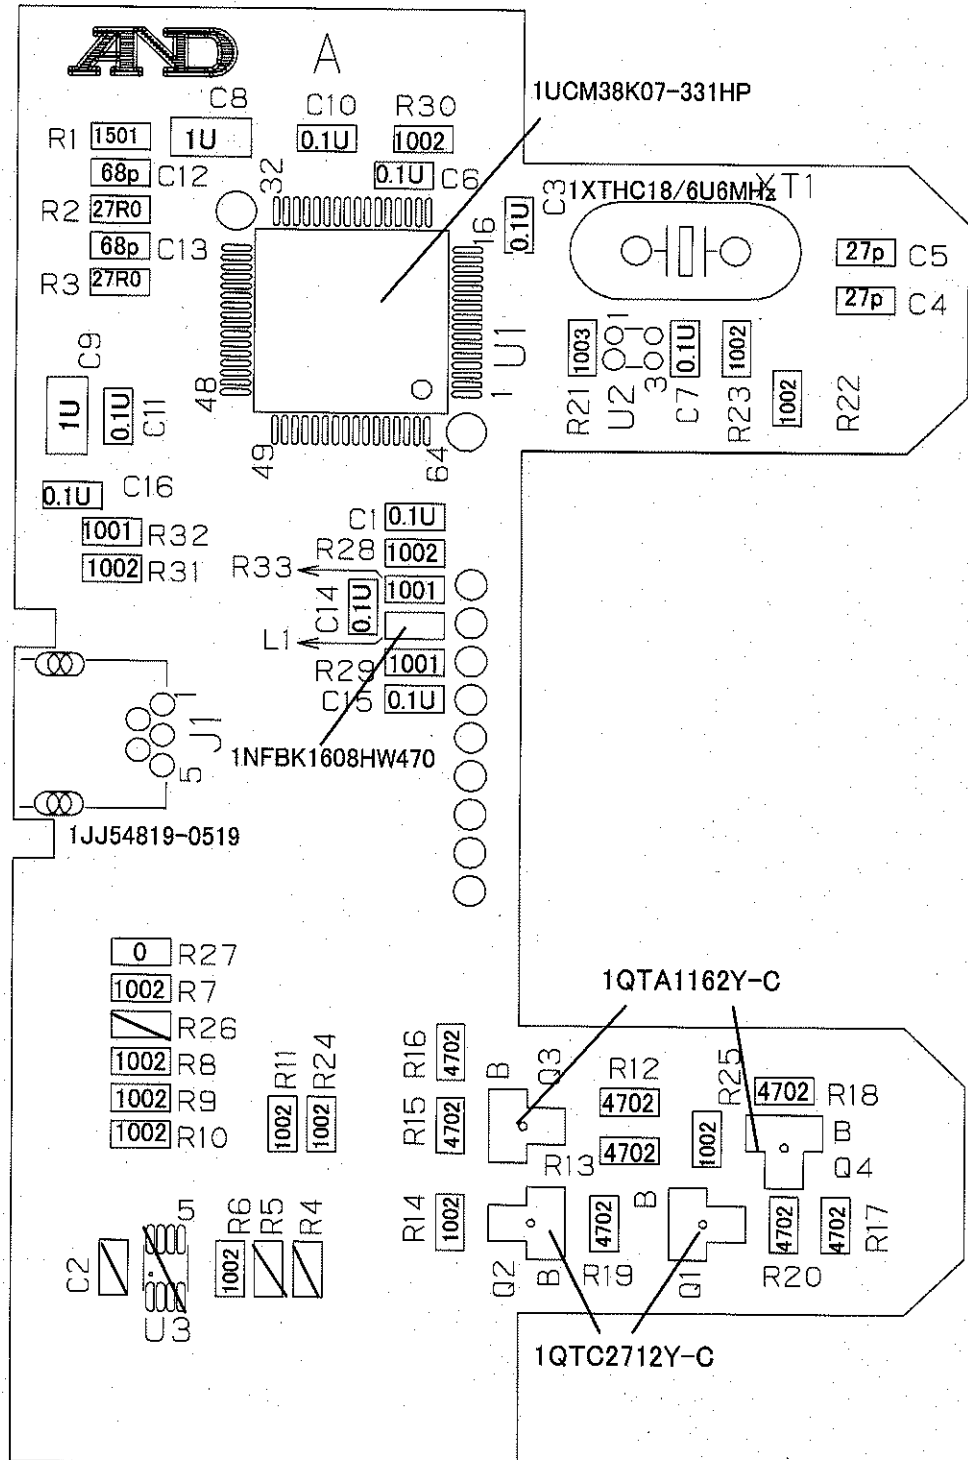 AND
A
1UCM38K07-331HP
C8
C10
R30
R1
1501
1U
0.1U
1002
68p
C12
32
0.1U
C6
C3
1XTHC18/6U6MHz
XT1
R2
27R0
16
0.1U
68p
C13
27p
C5
R3
27R0
27p
C4
C9
U1
1003
1
0.1U
1002
48
1
R21
U2
3
C7
R23
1002
R22
1U
0.1U
C11
49
64
0.1U
C16
C1
0.1U
1001
R32
R28
1002
1002
R31
R33
1001
C14
0.1U
L1
R29
1001
C15
0.1U
1
J1
5
1NFBK1608HW470
1JJ54819-0519
0
R27
1002
R7
1QTA1162Y-C
R26
1002
R8
R11
R24
R16
4702
B
Q3
R12
R25
4702
R18
1002
R9
1002
1002
R15
4702
4702
B
1002
R10
R13
4702
1002
Q4
5
R6
R5
R4
R14
1002
4702
B
4702
4702
R17
C2
1002
Q2
B
R19
Q1
R20
U3
1QTC2712Y-C